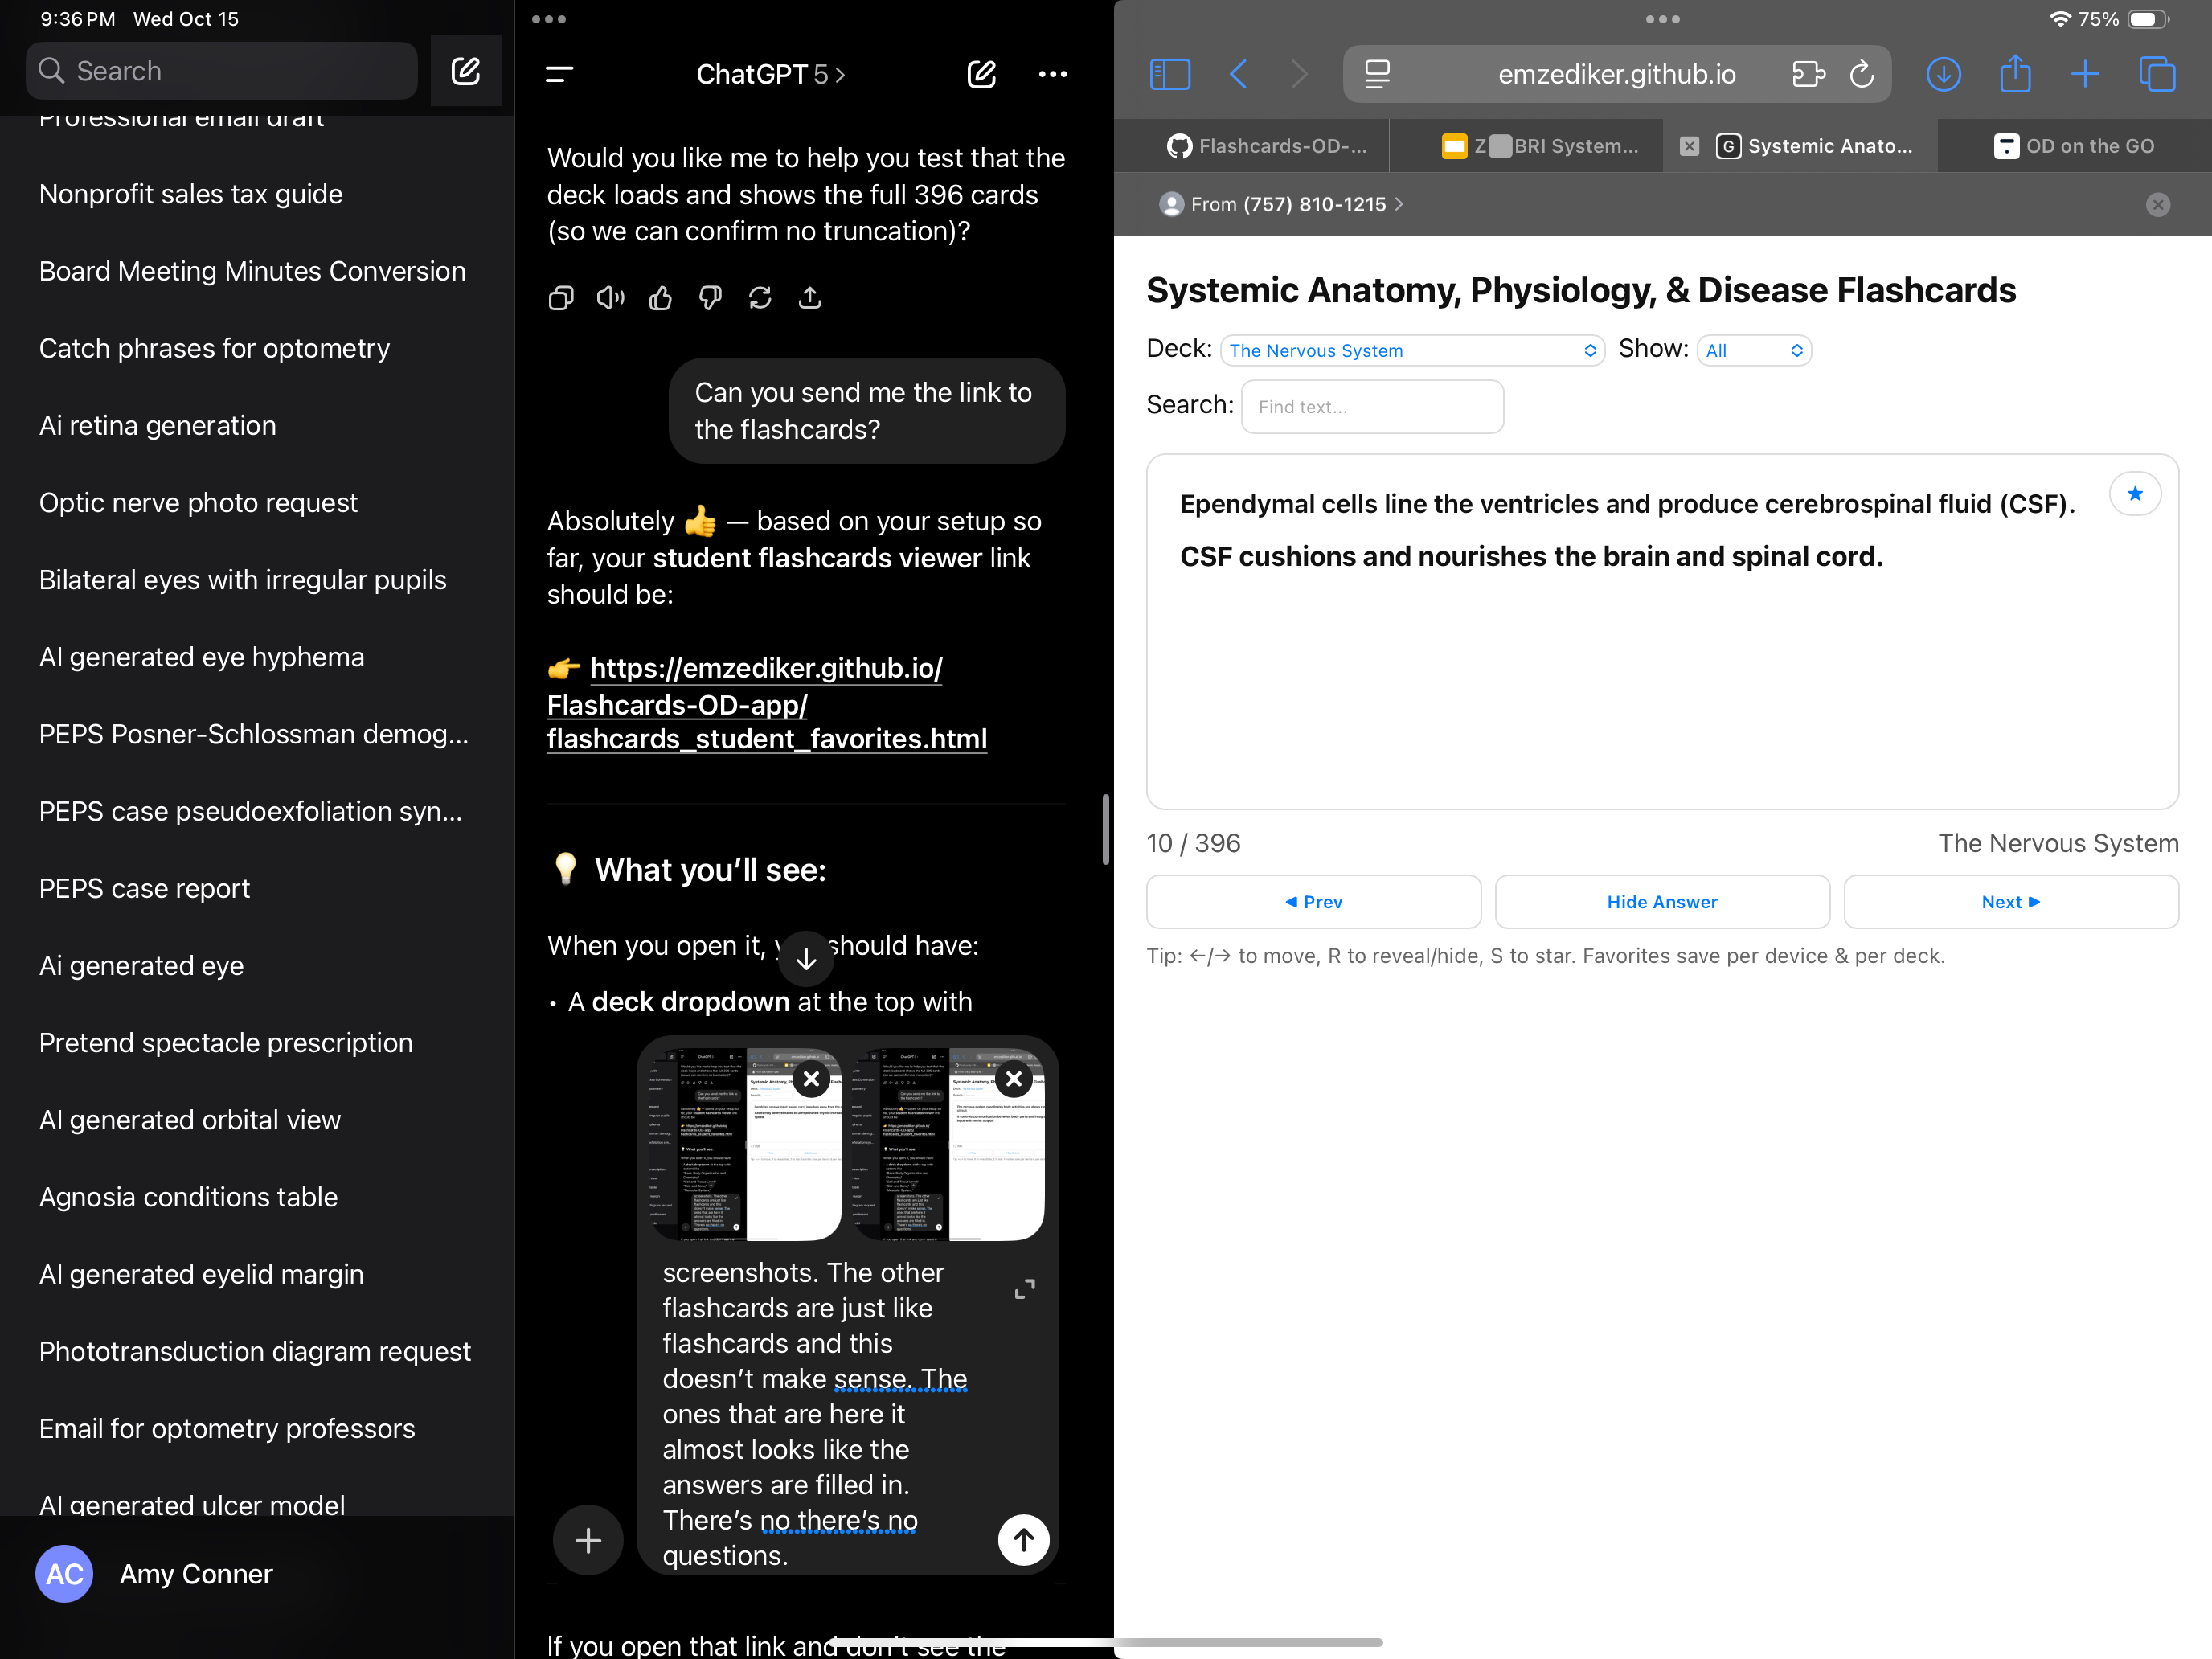 9:36 PM Wed Oct 15
Search
Professional email draft
Nonprofit sales tax guide
Board Meeting Minutes Conversion
Catch phrases for optometry
Ai retina generation
Optic nerve photo request
Bilateral eyes with irregular pupils
AI generated eye hyphema
PEPS Posner-Schlossman demog...
PEPS case pseudoexfoliation syn...
PEPS case report
Ai generated eye
Pretend spectacle prescription
AI generated orbital view
Agnosia conditions table
AI generated eyelid margin
Phototransduction diagram request
Email for optometry professors
AI generated ulcer model
AC Amy Conner
ChatGPT 5 >
Would you like me to help you test that the
deck loads and shows the full 396 cards
(so we can confirm no truncation)?
Can you send me the link to
the flashcards?
Absolutely 👍 — based on your setup so
far, your student flashcards viewer link
should be:
👉 https://emzediker.github.io/
Flashcards-OD-app/
flashcards_student_favorites.html
💡 What you'll see:
When you open it, should have:
• A deck dropdown at the top with
screenshots. The other
flashcards are just like
flashcards and this
doesn't make sense. The
ones that are here it
almost looks like the
answers are filled in.
There's no there's no
questions.
If you open that link and don't see the
75%
emzediker.github.io
Flashcards-OD-...
Z BRI System...
G Systemic Anato...
OD on the GO
From (757) 810-1215 >
Systemic Anatomy, Physiology, & Disease Flashcards
Deck: The Nervous System Show: All
Search: Find text...
Ependymal cells line the ventricles and produce cerebrospinal fluid (CSF). ★
CSF cushions and nourishes the brain and spinal cord.
10 / 396 The Nervous System
◀ Prev Hide Answer Next ▶
Tip: ←/→ to move, R to reveal/hide, S to star. Favorites save per device & per deck.